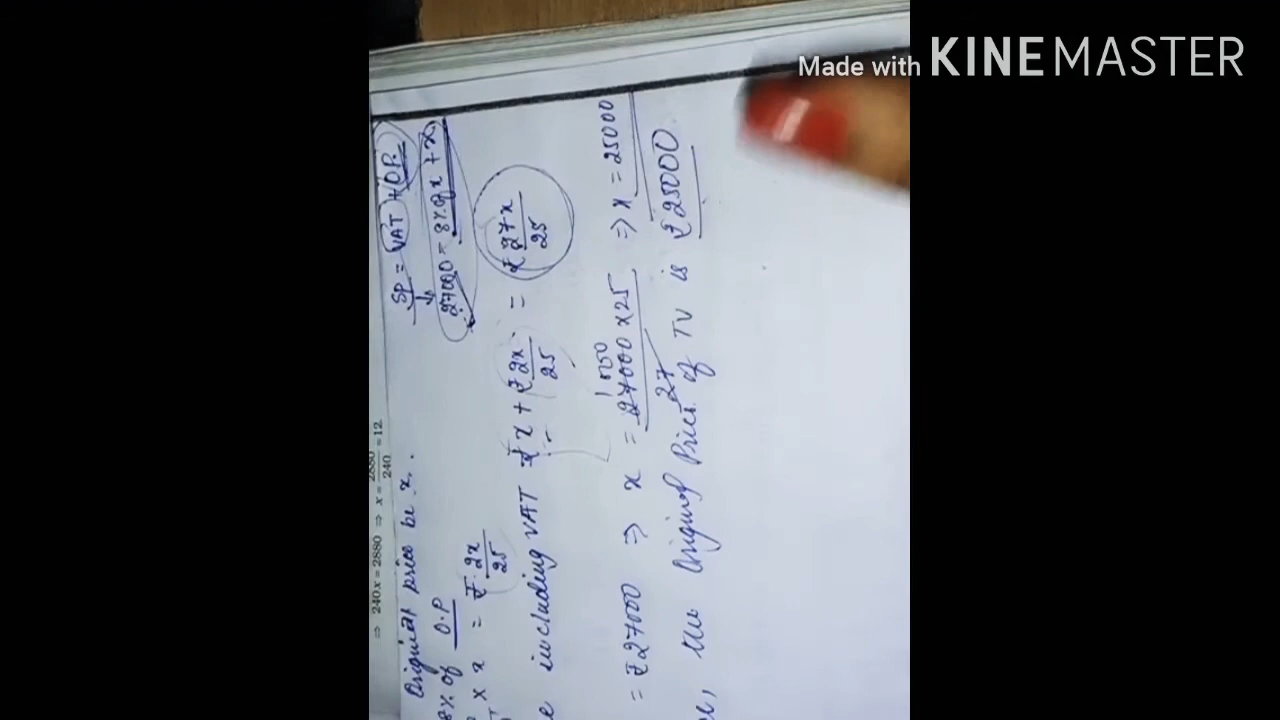 Made with KINEMASTER
⇒ 240x = 2880 ⇒ x = 2880/240 = 12
Original price be x.
SP = VAT + O.P.
8% of O.P
27000 = 8% of x + x
x x = ₹ 2x/25
including VAT = ₹ x + ₹ 2x/25 = ₹ 27x/25
= ₹27000 ⇒ x = 27000 x 25/27 ⇒ x = 25000
1000
the Original Price of TV is ₹25000